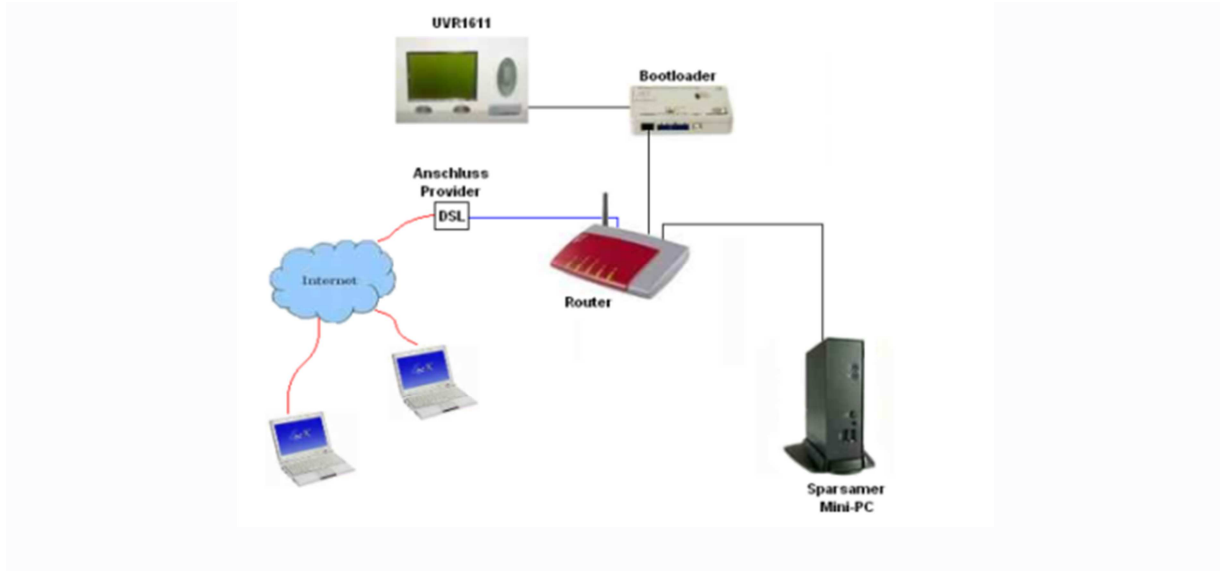 UVR1611
Bootloader
Anschluss
Provider
DSL
Internet
Router
Sparsamer
Mini-PC